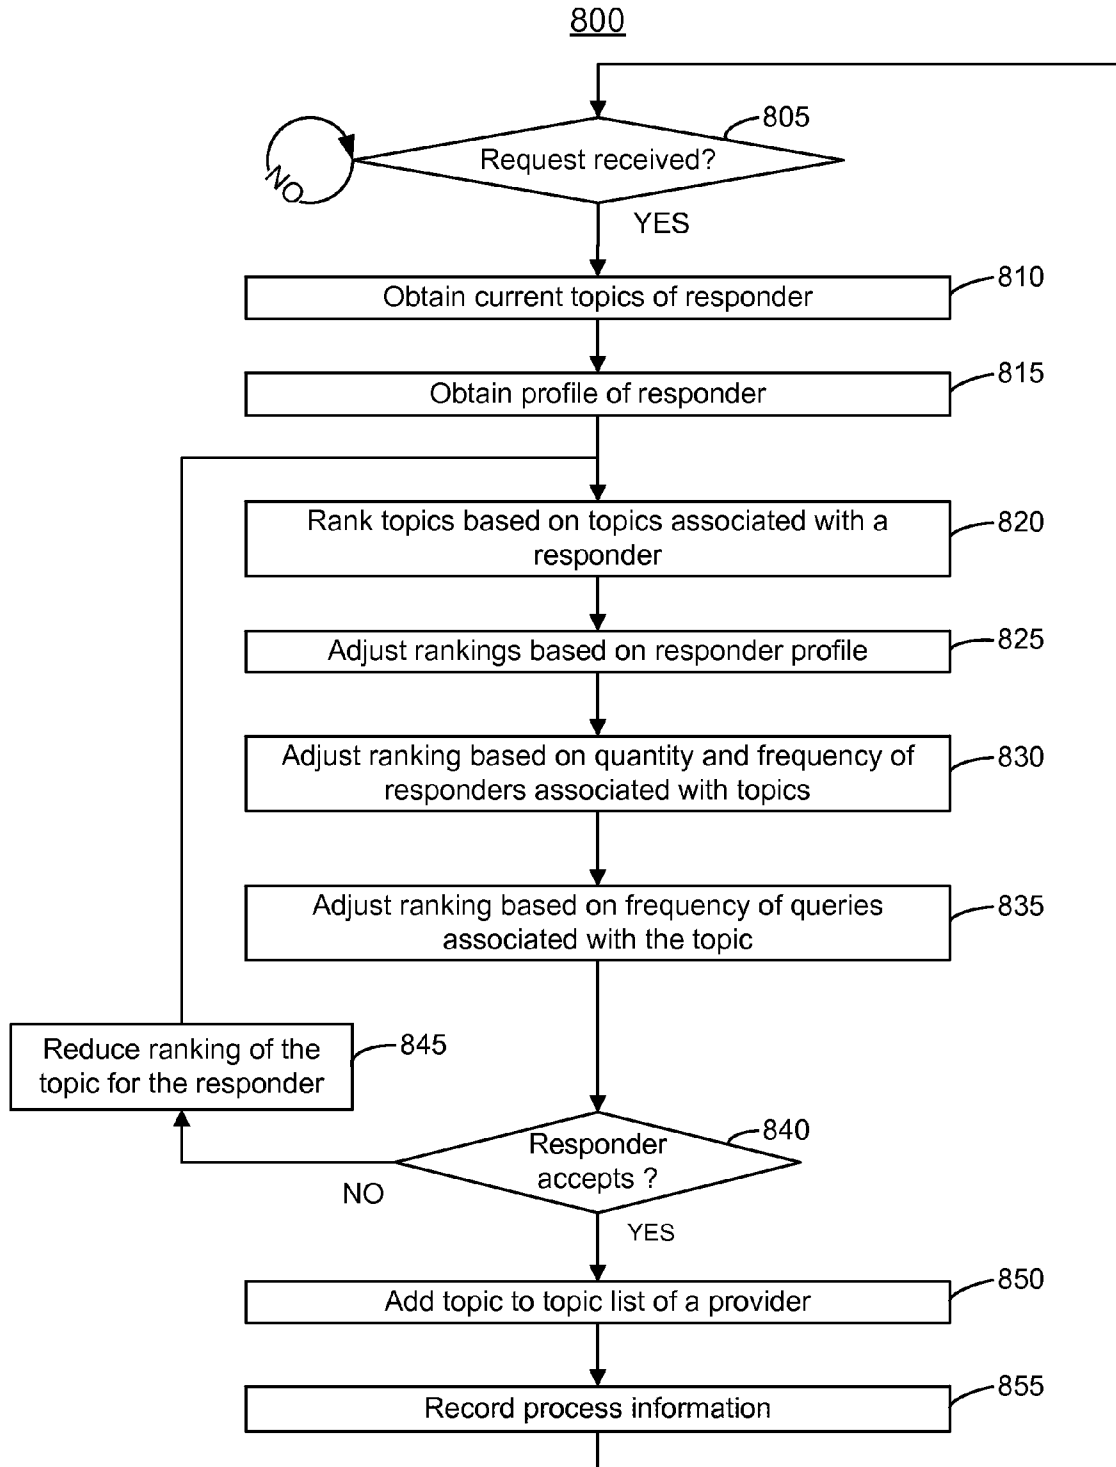 800
805
Request received?
NO
YES
810
Obtain current topics of responder
815
Obtain profile of responder
Rank topics based on topics associated with a
responder
820
Adjust rankings based on responder profile
825
Adjust ranking based on quantity and frequency of
responders associated with topics
830
Adjust ranking based on frequency of queries
associated with the topic
835
Reduce ranking of the
topic for the responder
845
Responder
accepts ?
840
NO
YES
850
Add topic to topic list of a provider
855
Record process information